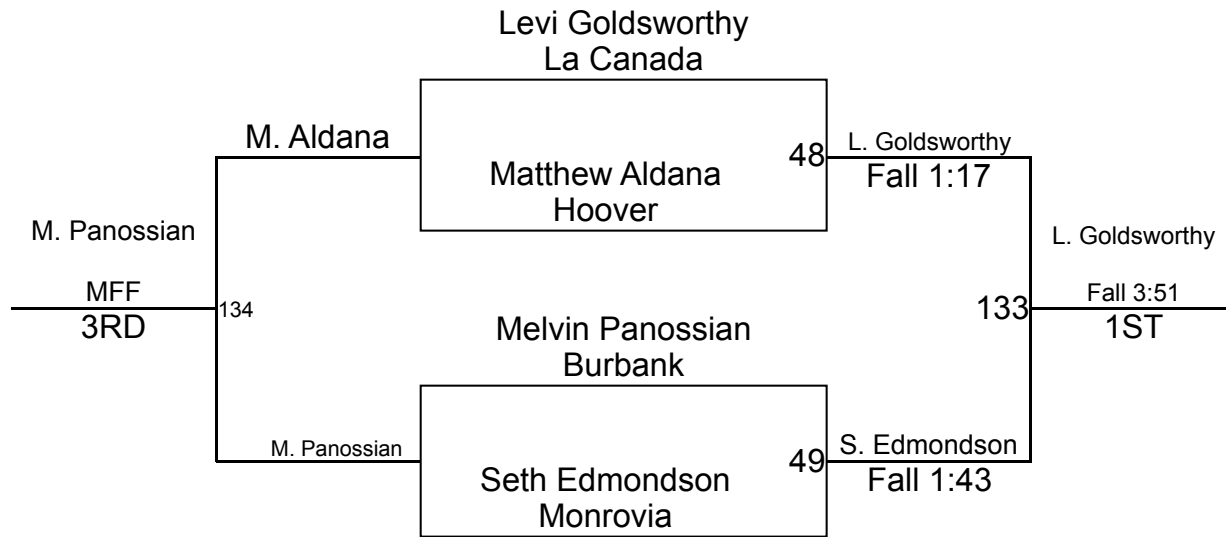 Levi Goldsworthy
La Canada
M. Aldana
48
L. Goldsworthy
Matthew Aldana
Fall 1:17
Hoover
M. Panossian
L. Goldsworthy
MFF
134
133
Fall 3:51
3RD
1ST
Melvin Panossian
Burbank
M. Panossian
49
S. Edmondson
Seth Edmondson
Fall 1:43
Monrovia